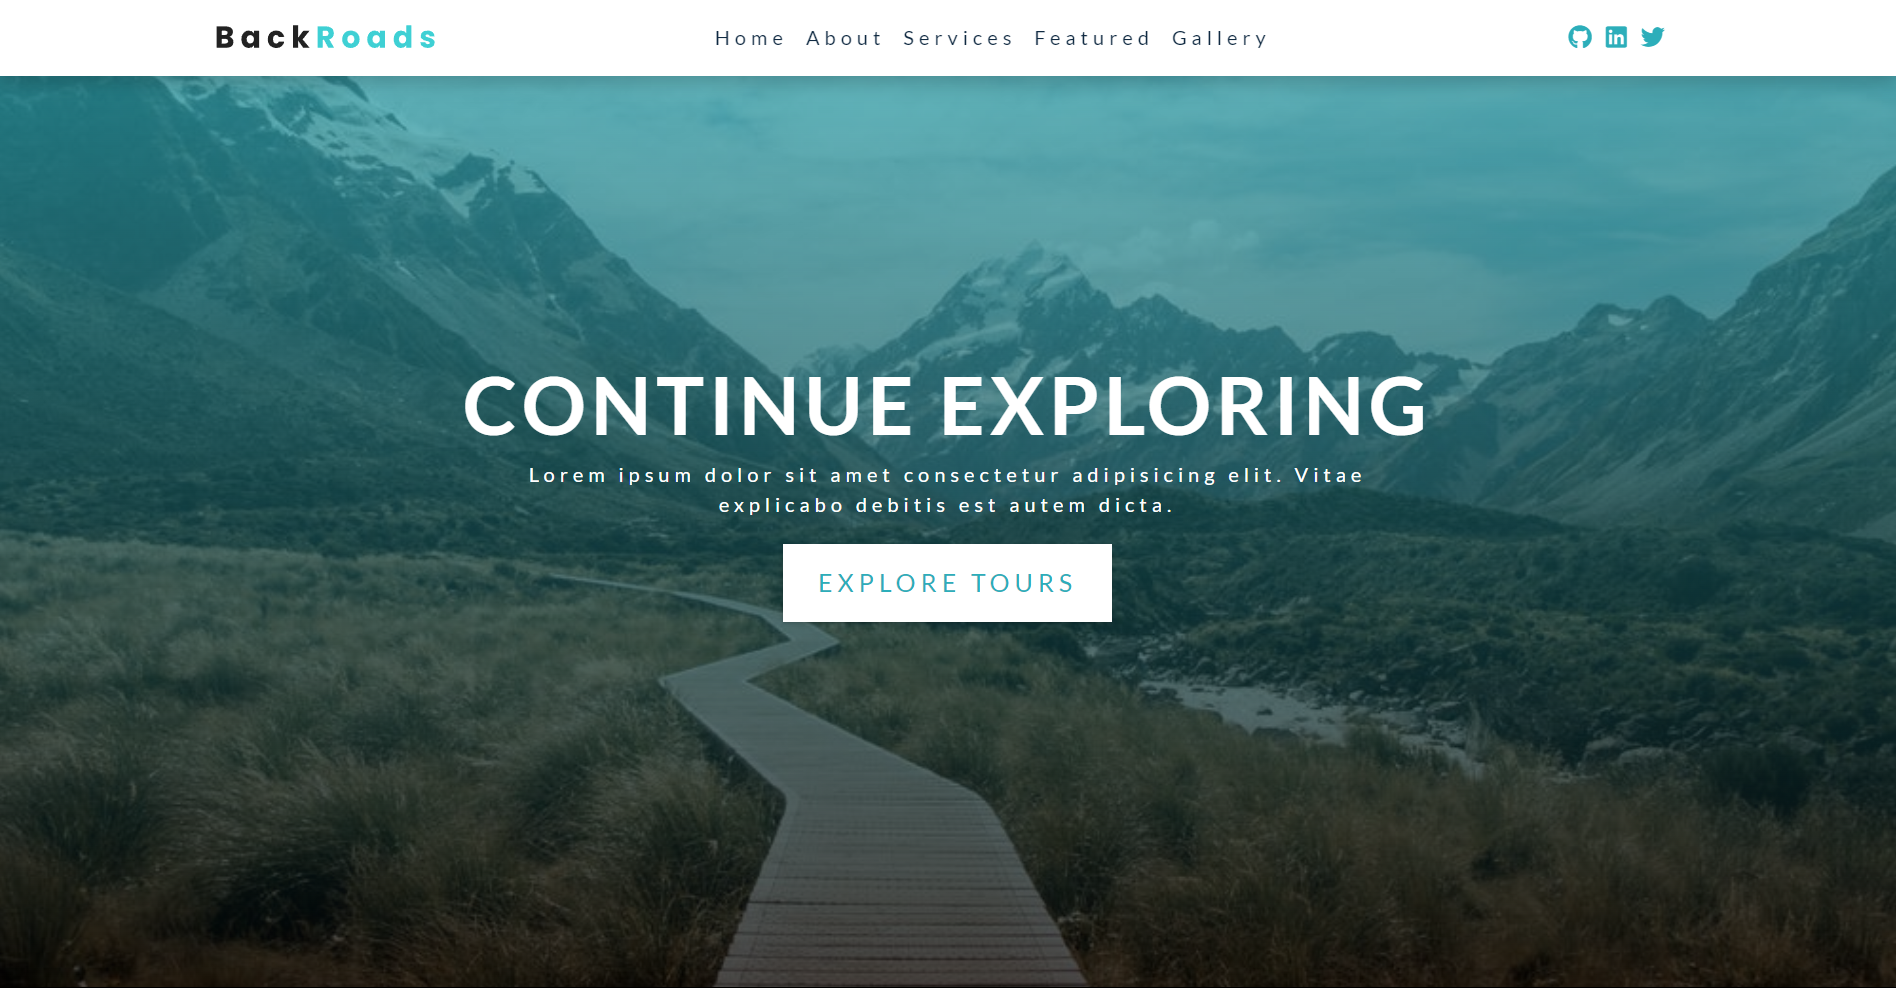 BackRoads
Home About Services Featured Gallery
CONTINUE EXPLORING
Lorem ipsum dolor sit amet consectetur adipisicing elit. Vitae
explicabo debitis est autem dicta.
EXPLORE TOURS